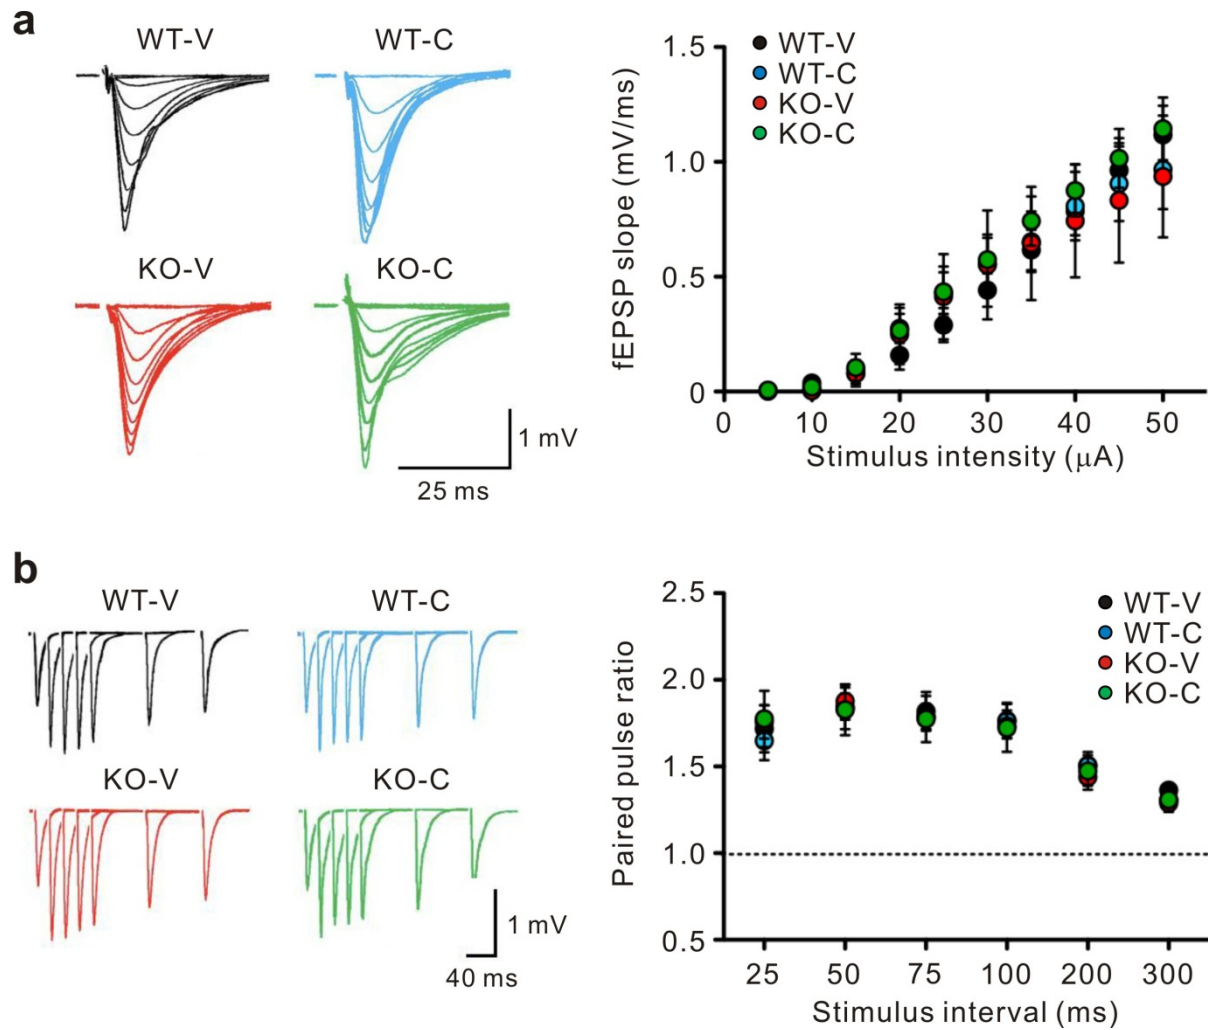 a
WT-V
WT-C
KO-V
KO-C
1 mV
25 ms
WT-V
WT-C
KO-V
KO-C
fEPSP slope (mV/ms)
1.5
1.0
0.5
0
0 10 20 30 40 50
Stimulus intensity (μA)
b
WT-V
WT-C
KO-V
KO-C
1 mV
40 ms
WT-V
WT-C
KO-V
KO-C
Paired pulse ratio
2.5
2.0
1.5
1.0
0.5
25 50 75 100 200 300
Stimulus interval (ms)